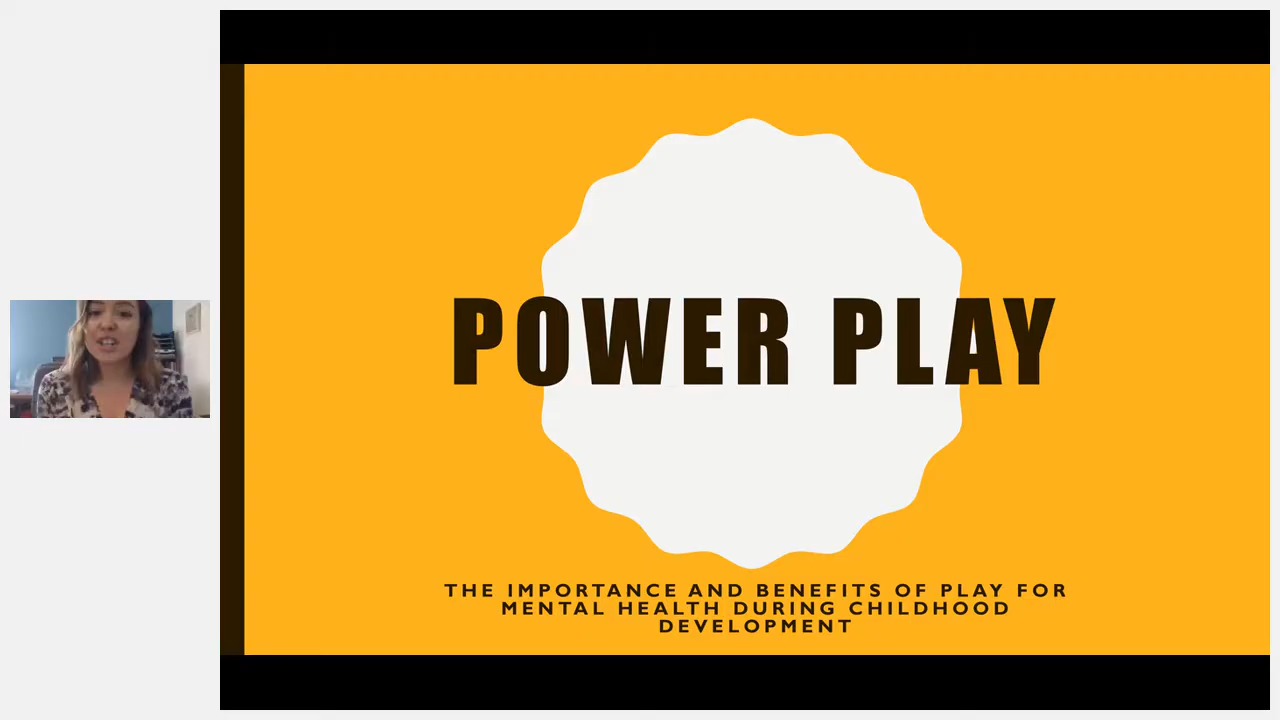 POWER PLAY
THE IMPORTANCE AND BENEFITS OF PLAY FOR
MENTAL HEALTH DURING CHILDHOOD
DEVELOPMENT